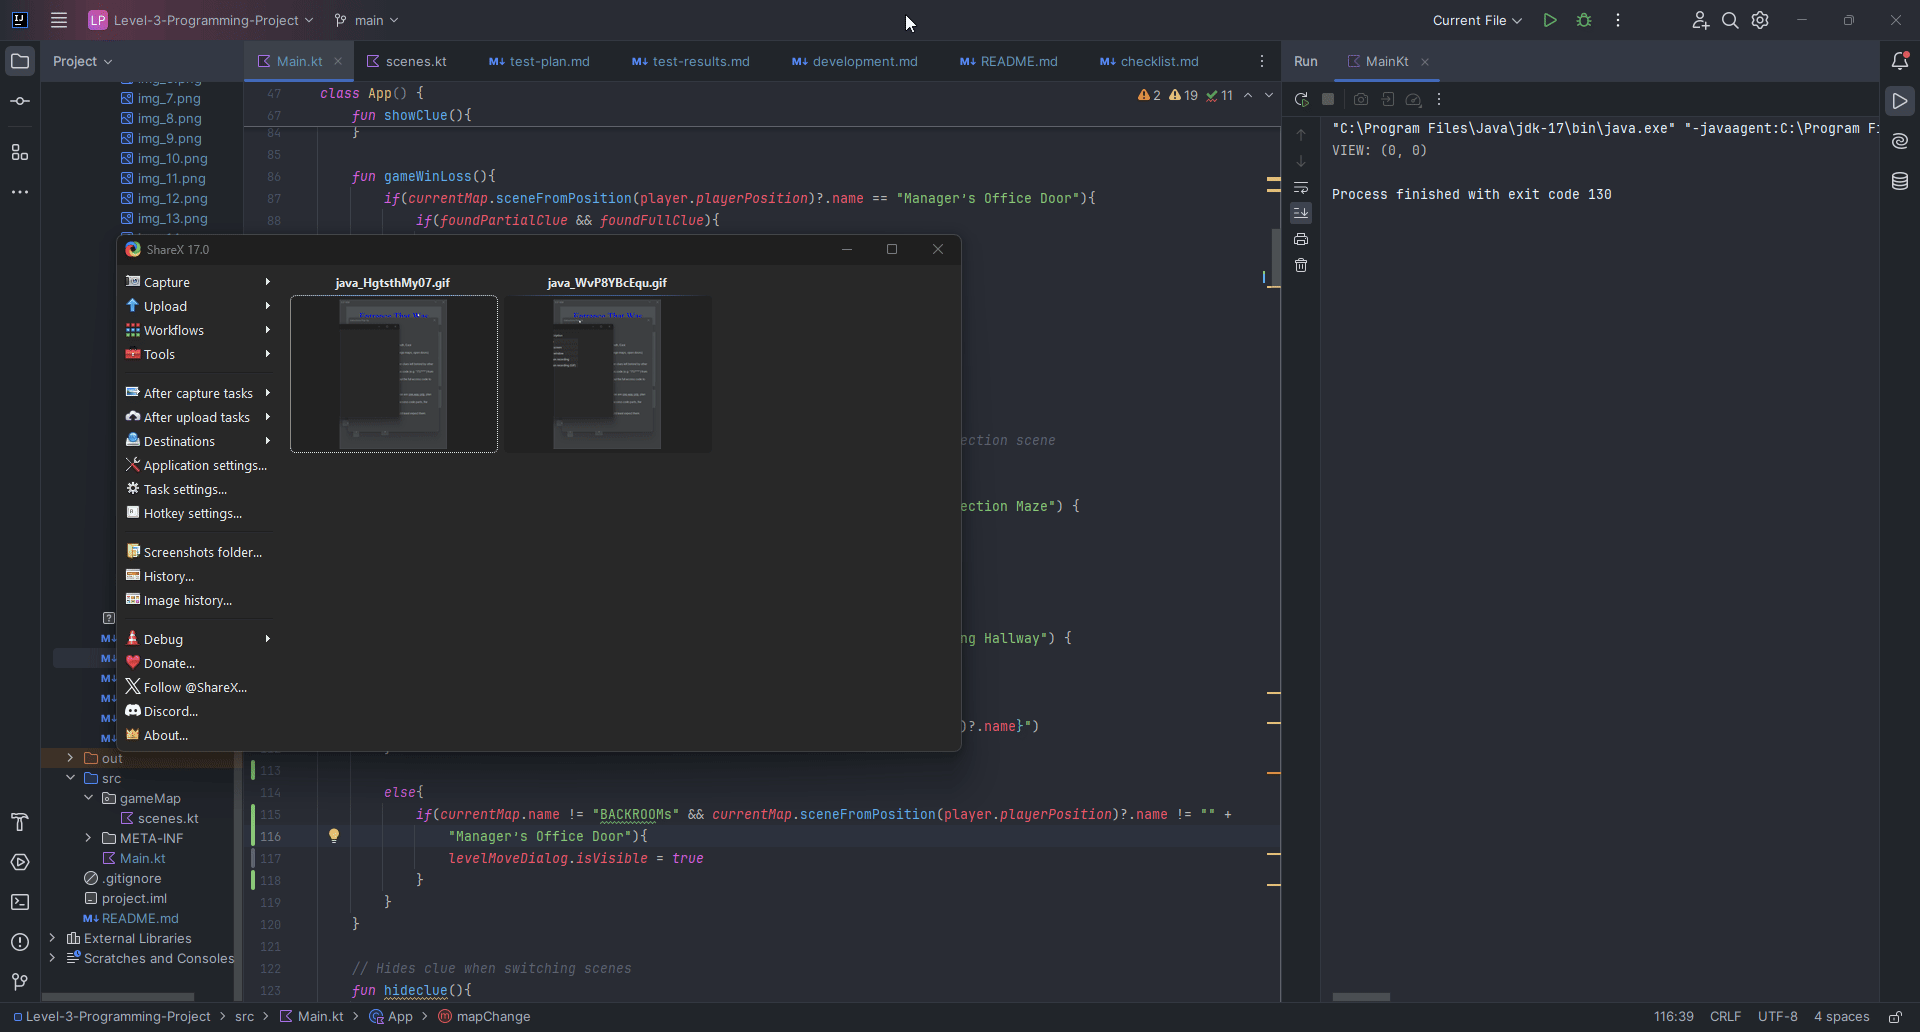 LP Level-3-Programming-Project main
Current File
Project
Main.kt
scenes.kt
test-plan.md
test-results.md
development.md
README.md
checklist.md
Run
MainKt
img_7.png
img_8.png
img_9.png
img_10.png
img_11.png
img_12.png
img_13.png
2 19 11
47 class App() {
67 fun showClue(){
84 }
85
86 fun gameWinLoss(){
87 if(currentMap.sceneFromPosition(player.playerPosition)?.name == "Manager's Office Door"){
88 if(foundPartialClue && foundFullClue){
"C:\Program Files\Java\jdk-17\bin\java.exe" "-javaagent:C:\Program Fi
VIEW: (0, 0)
Process finished with exit code 130
ShareX 17.0
Capture
Upload
Workflows
Tools
After capture tasks
After upload tasks
Destinations
Application settings...
Task settings...
Hotkey settings...
Screenshots folder...
History...
Image history...
Debug
Donate...
Follow @ShareX...
Discord...
About...
java_HgtsthMy07.gif
java_WvP8YBcEqu.gif
Entrance That Way
Entrance That Way
ection scene
ection Maze") {
ng Hallway") {
)?.name}")
113
114 else{
115 if(currentMap.name != "BACKROOMs" && currentMap.sceneFromPosition(player.playerPosition)?.name != "" +
116 "Manager's Office Door"){
117 levelMoveDialog.isVisible = true
118 }
119 }
120 }
121
122 // Hides clue when switching scenes
123 fun hideclue(){
out
src
gameMap
scenes.kt
META-INF
Main.kt
.gitignore
project.iml
README.md
External Libraries
Scratches and Consoles
Level-3-Programming-Project > src > Main.kt > App > mapChange
116:39 CRLF UTF-8 4 spaces